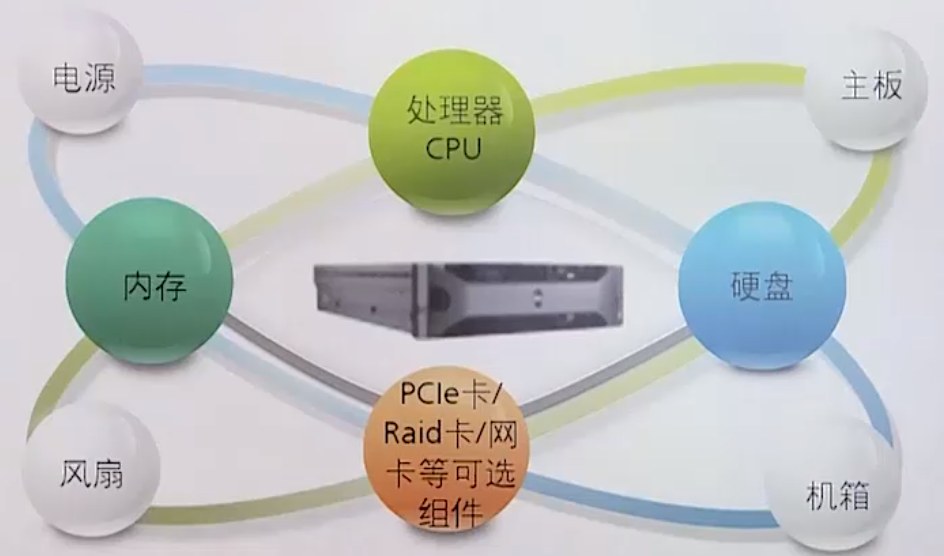 电源
处理器
CPU
主板
内存
硬盘
PCIe卡/
Raid卡/网
卡等可选
组件
风扇
机箱